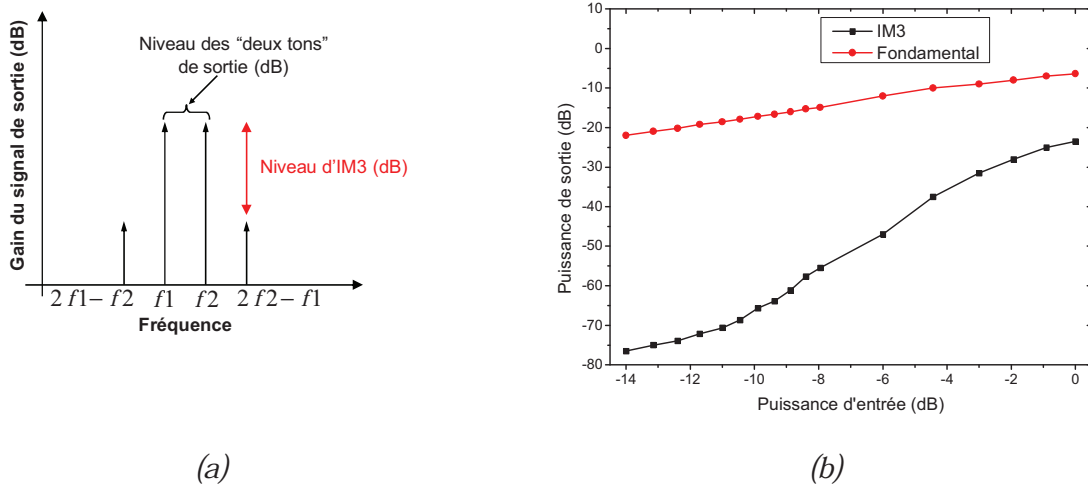 Gain du signal de sortie (dB)
Niveau des “deux tons”
de sortie (dB)
Niveau d’IM3 (dB)
2 f1 – f2 f1 f2 2 f2 – f1
Fréquence
(a)
Puissance de sortie (dB)
10
0
-10
-20
-30
-40
-50
-60
-70
-80
IM3
Fondamental
-14 -12 -10 -8 -6 -4 -2 0
Puissance d'entrée (dB)
(b)